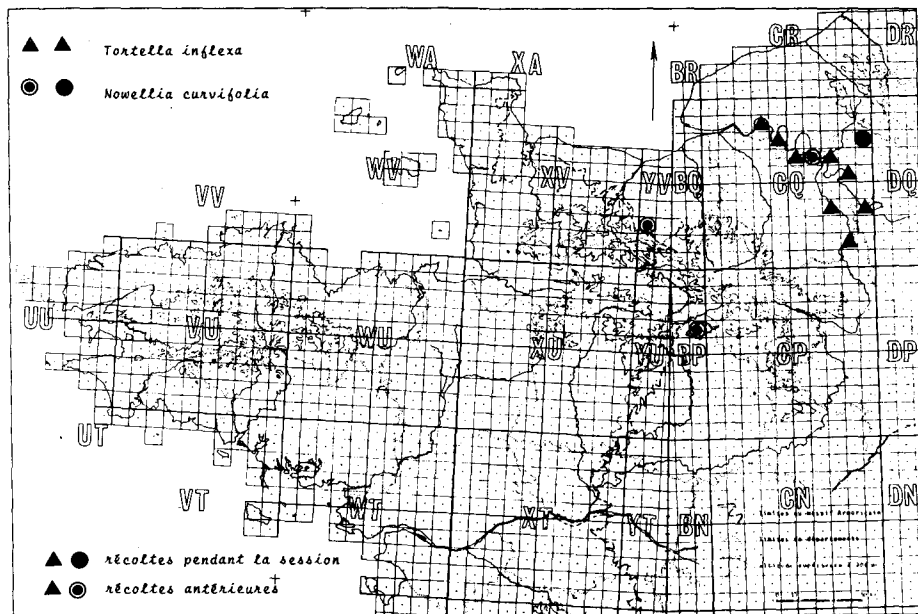 Tortella inflexa
Nowellia curvifolia
WA
XA
BR
CR
DR
WV
XV
YV
BQ
CQ
DQ
VV
UU
VU
WU
XU
YU
BP
CP
DP
UT
VT
WT
XT
YT
BN
CN
DN
récoltes pendant la session
récoltes antérieures